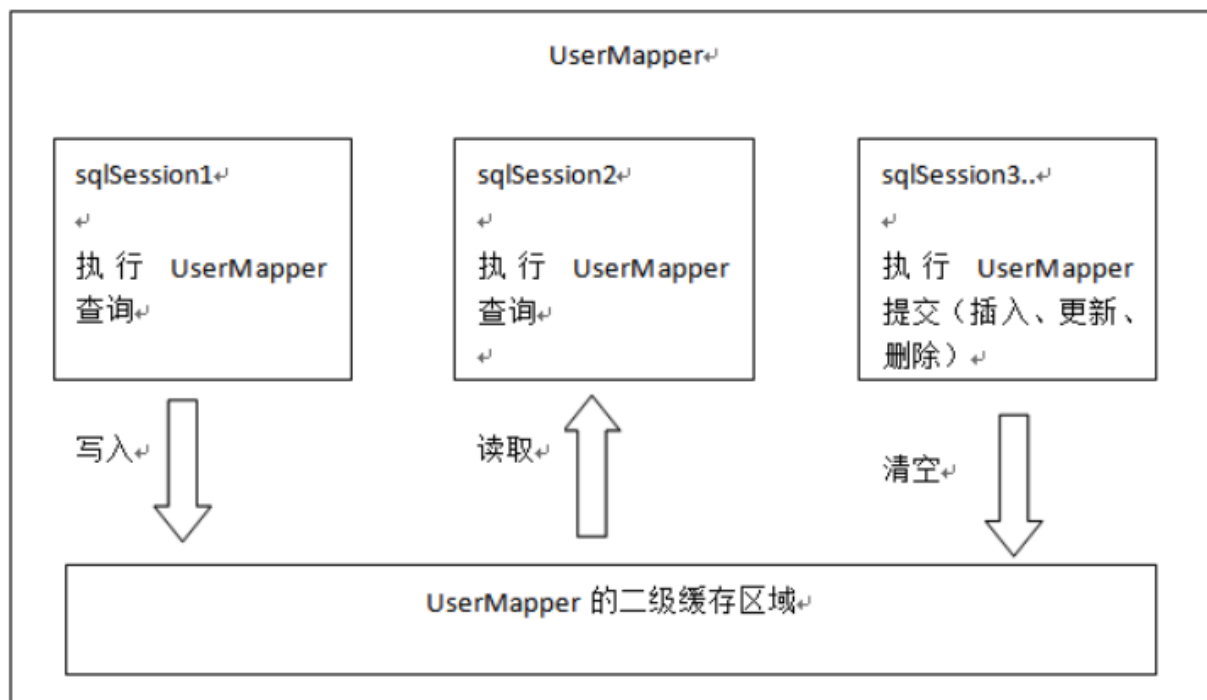 UserMapper↵
sqlSession1↵
↵
执行 UserMapper
查询↵
sqlSession2↵
↵
执行 UserMapper
查询↵
↵
sqlSession3..↵
↵
执行 UserMapper
提交（插入、更新、
删除）↵
写入↵
读取↵
清空↵
UserMapper 的二级缓存区域↵